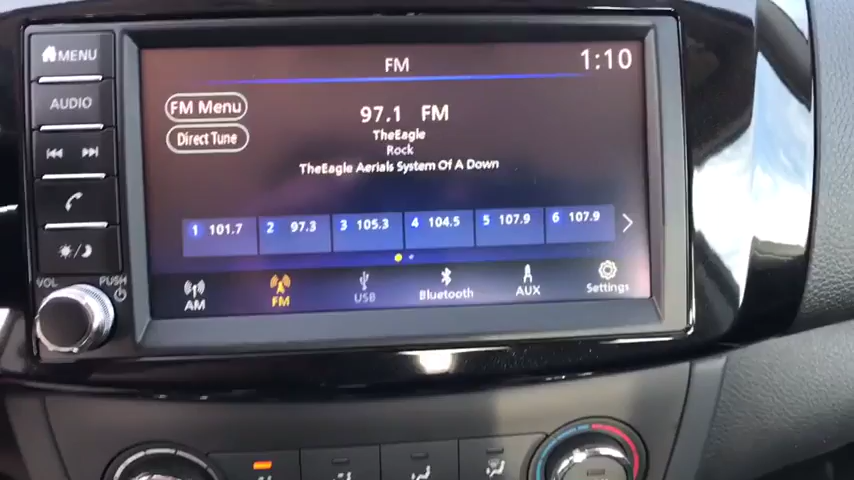 MENU
AUDIO
VOL
PUSH
FM
1:10
FM Menu
Direct Tune
97.1 FM
TheEagle
Rock
TheEagle Aerials System Of A Down
1 101.7
2 97.3
3 105.3
4 104.5
5 107.9
6 107.9
AM
FM
USB
Bluetooth
AUX
Settings